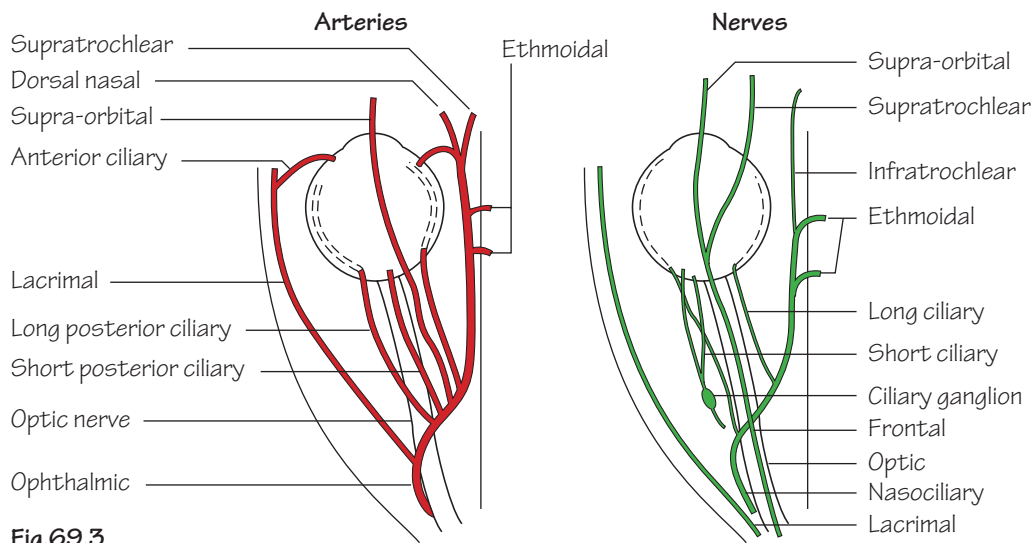 Arteries
Supratrochlear
Dorsal nasal
Supra-orbital
Anterior ciliary
Lacrimal
Long posterior ciliary
Short posterior ciliary
Optic nerve
Ophthalmic
Ethmoidal
Nerves
Supra-orbital
Supratrochlear
Infratrochlear
Ethmoidal
Long ciliary
Short ciliary
Ciliary ganglion
Frontal
Optic
Nasociliary
Lacrimal
Fig.69.3